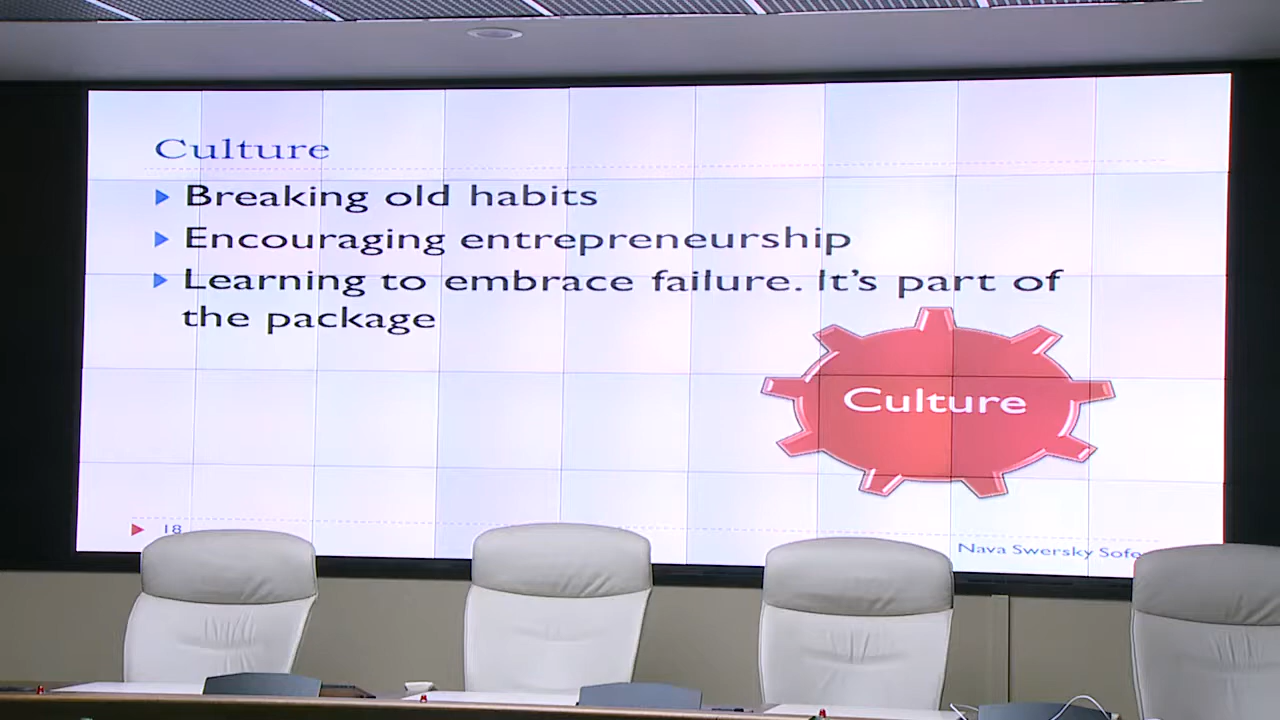 Culture
Breaking old habits
Encouraging entrepreneurship
Learning to embrace failure. It's part of
the package
Culture
18
Nava Swersky